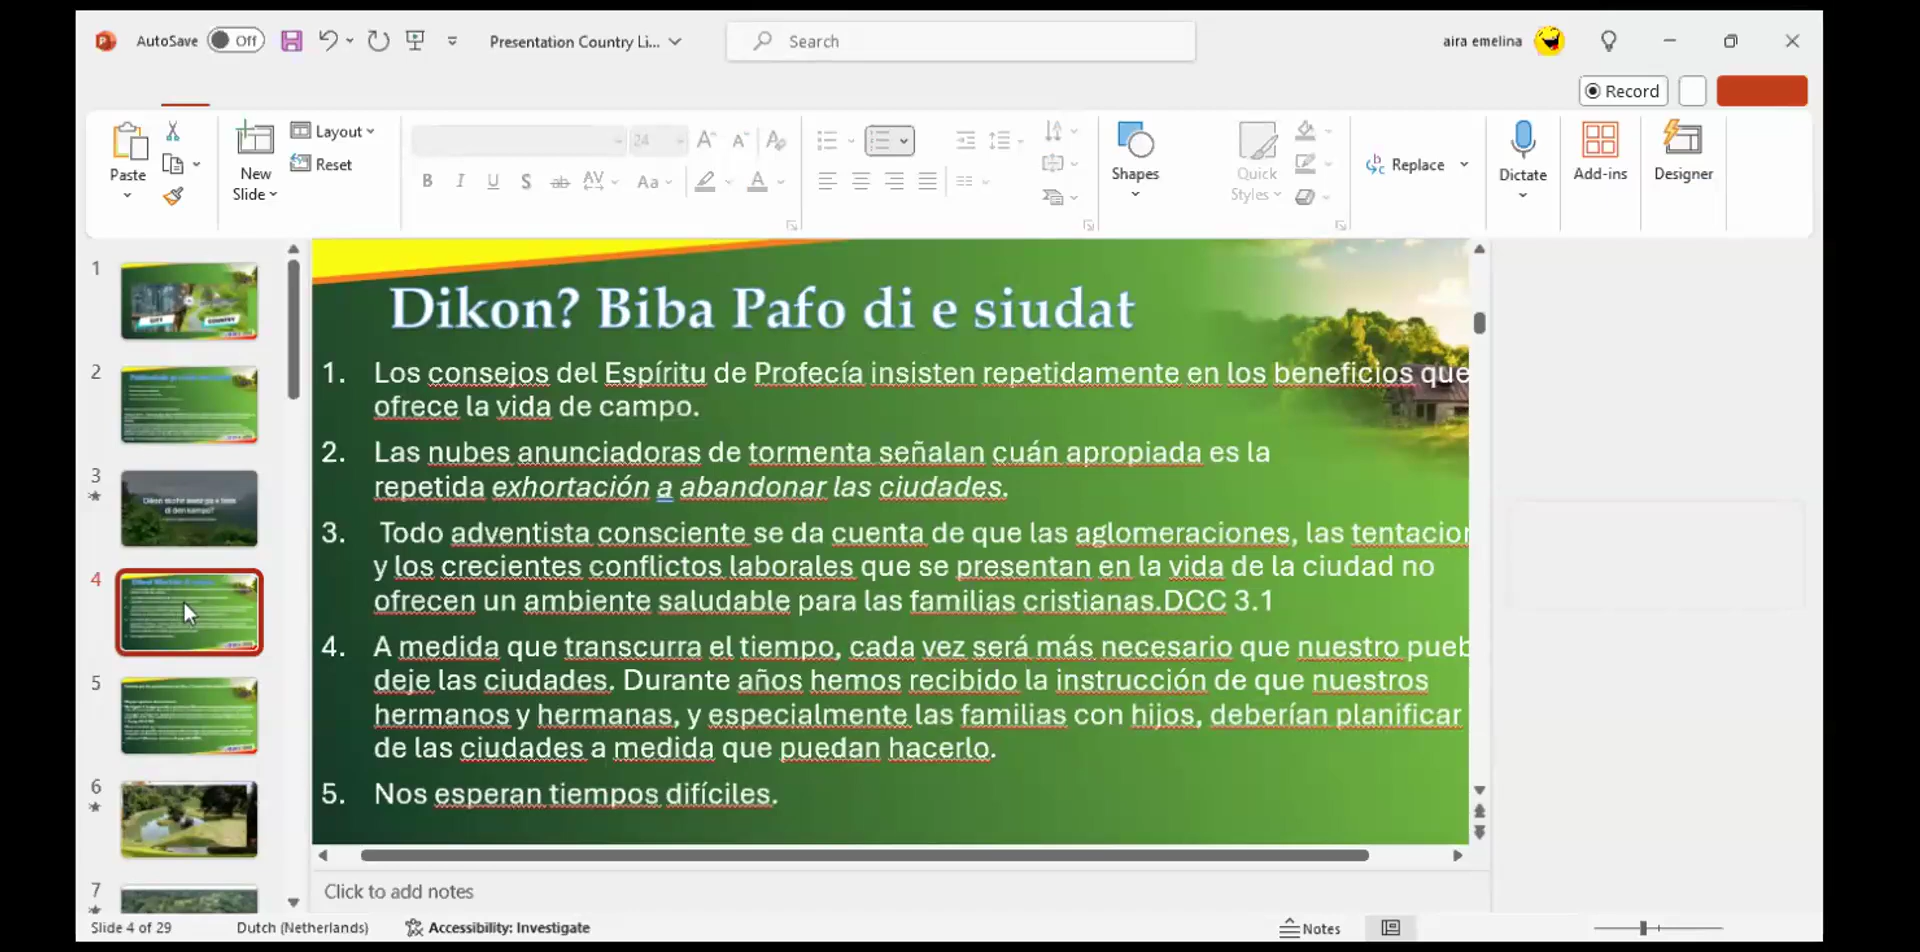 AutoSave Off Presentation Country Li... Search aira emelina
Record
Paste New Slide Layout Reset 24 Shapes Quick Styles Replace Dictate Add-ins Designer
Dikon? Biba Pafo di e siudat
1. Los consejos del Espíritu de Profecía insisten repetidamente en los beneficios que
ofrece la vida de campo.
2. Las nubes anunciadoras de tormenta señalan cuán apropiada es la
repetida exhortación a abandonar las ciudades.
3. Todo adventista consciente se da cuenta de que las aglomeraciones, las tentacion
y los crecientes conflictos laborales que se presentan en la vida de la ciudad no
ofrecen un ambiente saludable para las familias cristianas.DCC 3.1
4. A medida que transcurra el tiempo, cada vez será más necesario que nuestro pueb
deje las ciudades. Durante años hemos recibido la instrucción de que nuestros
hermanos y hermanas, y especialmente las familias con hijos, deberían planificar
de las ciudades a medida que puedan hacerlo.
5. Nos esperan tiempos difíciles.
1
2
3
4
5
6
7
Click to add notes
Slide 4 of 29 Dutch (Netherlands) Accessibility: Investigate Notes